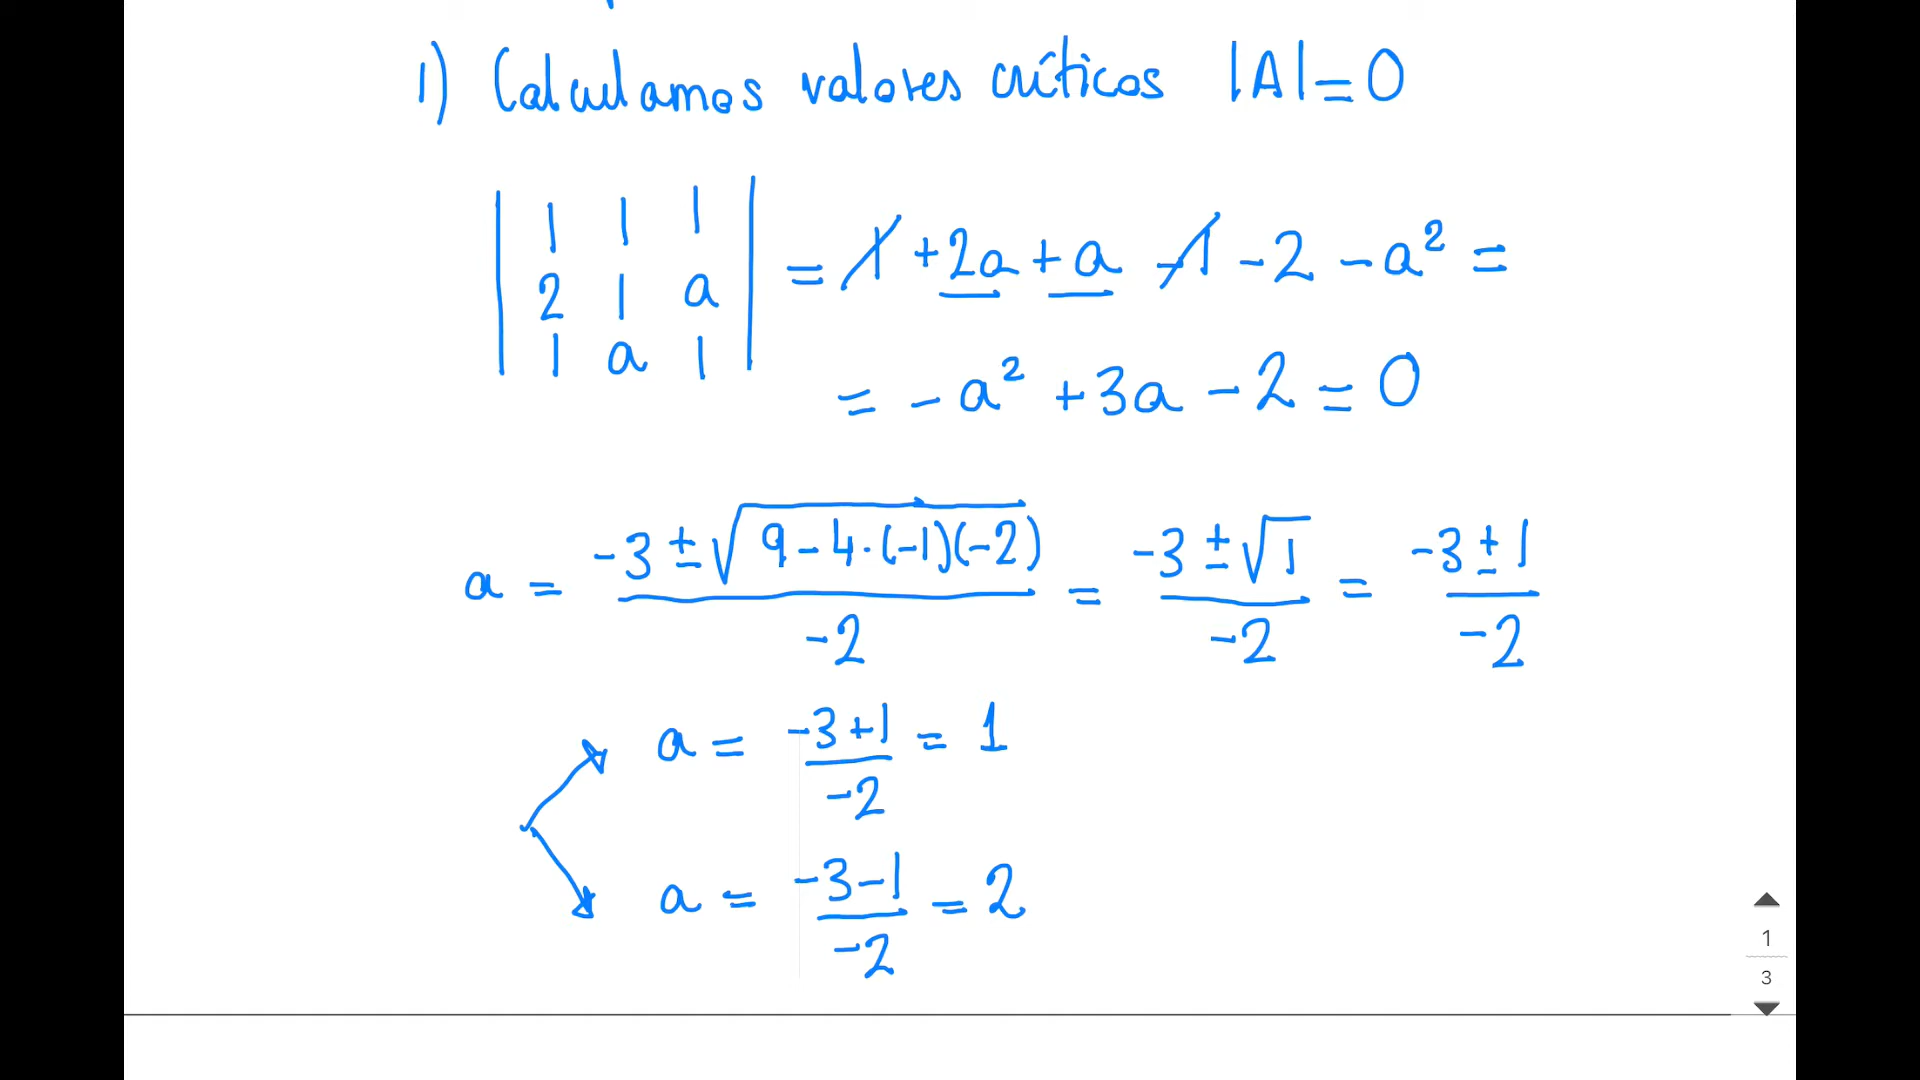 1) Calculamos valores críticos |A| = 0
| 1 1 1 |
| 2 1 a | = 1 + 2a + a - 1 - 2 - a² =
| 1 a 1 |
= - a² + 3a - 2 = 0
a = (-3 ± √(9 - 4·(-1)(-2))) / -2 = (-3 ± √1) / -2 = (-3 ± 1) / -2
a = (-3 + 1) / -2 = 1
a = (-3 - 1) / -2 = 2
1
3